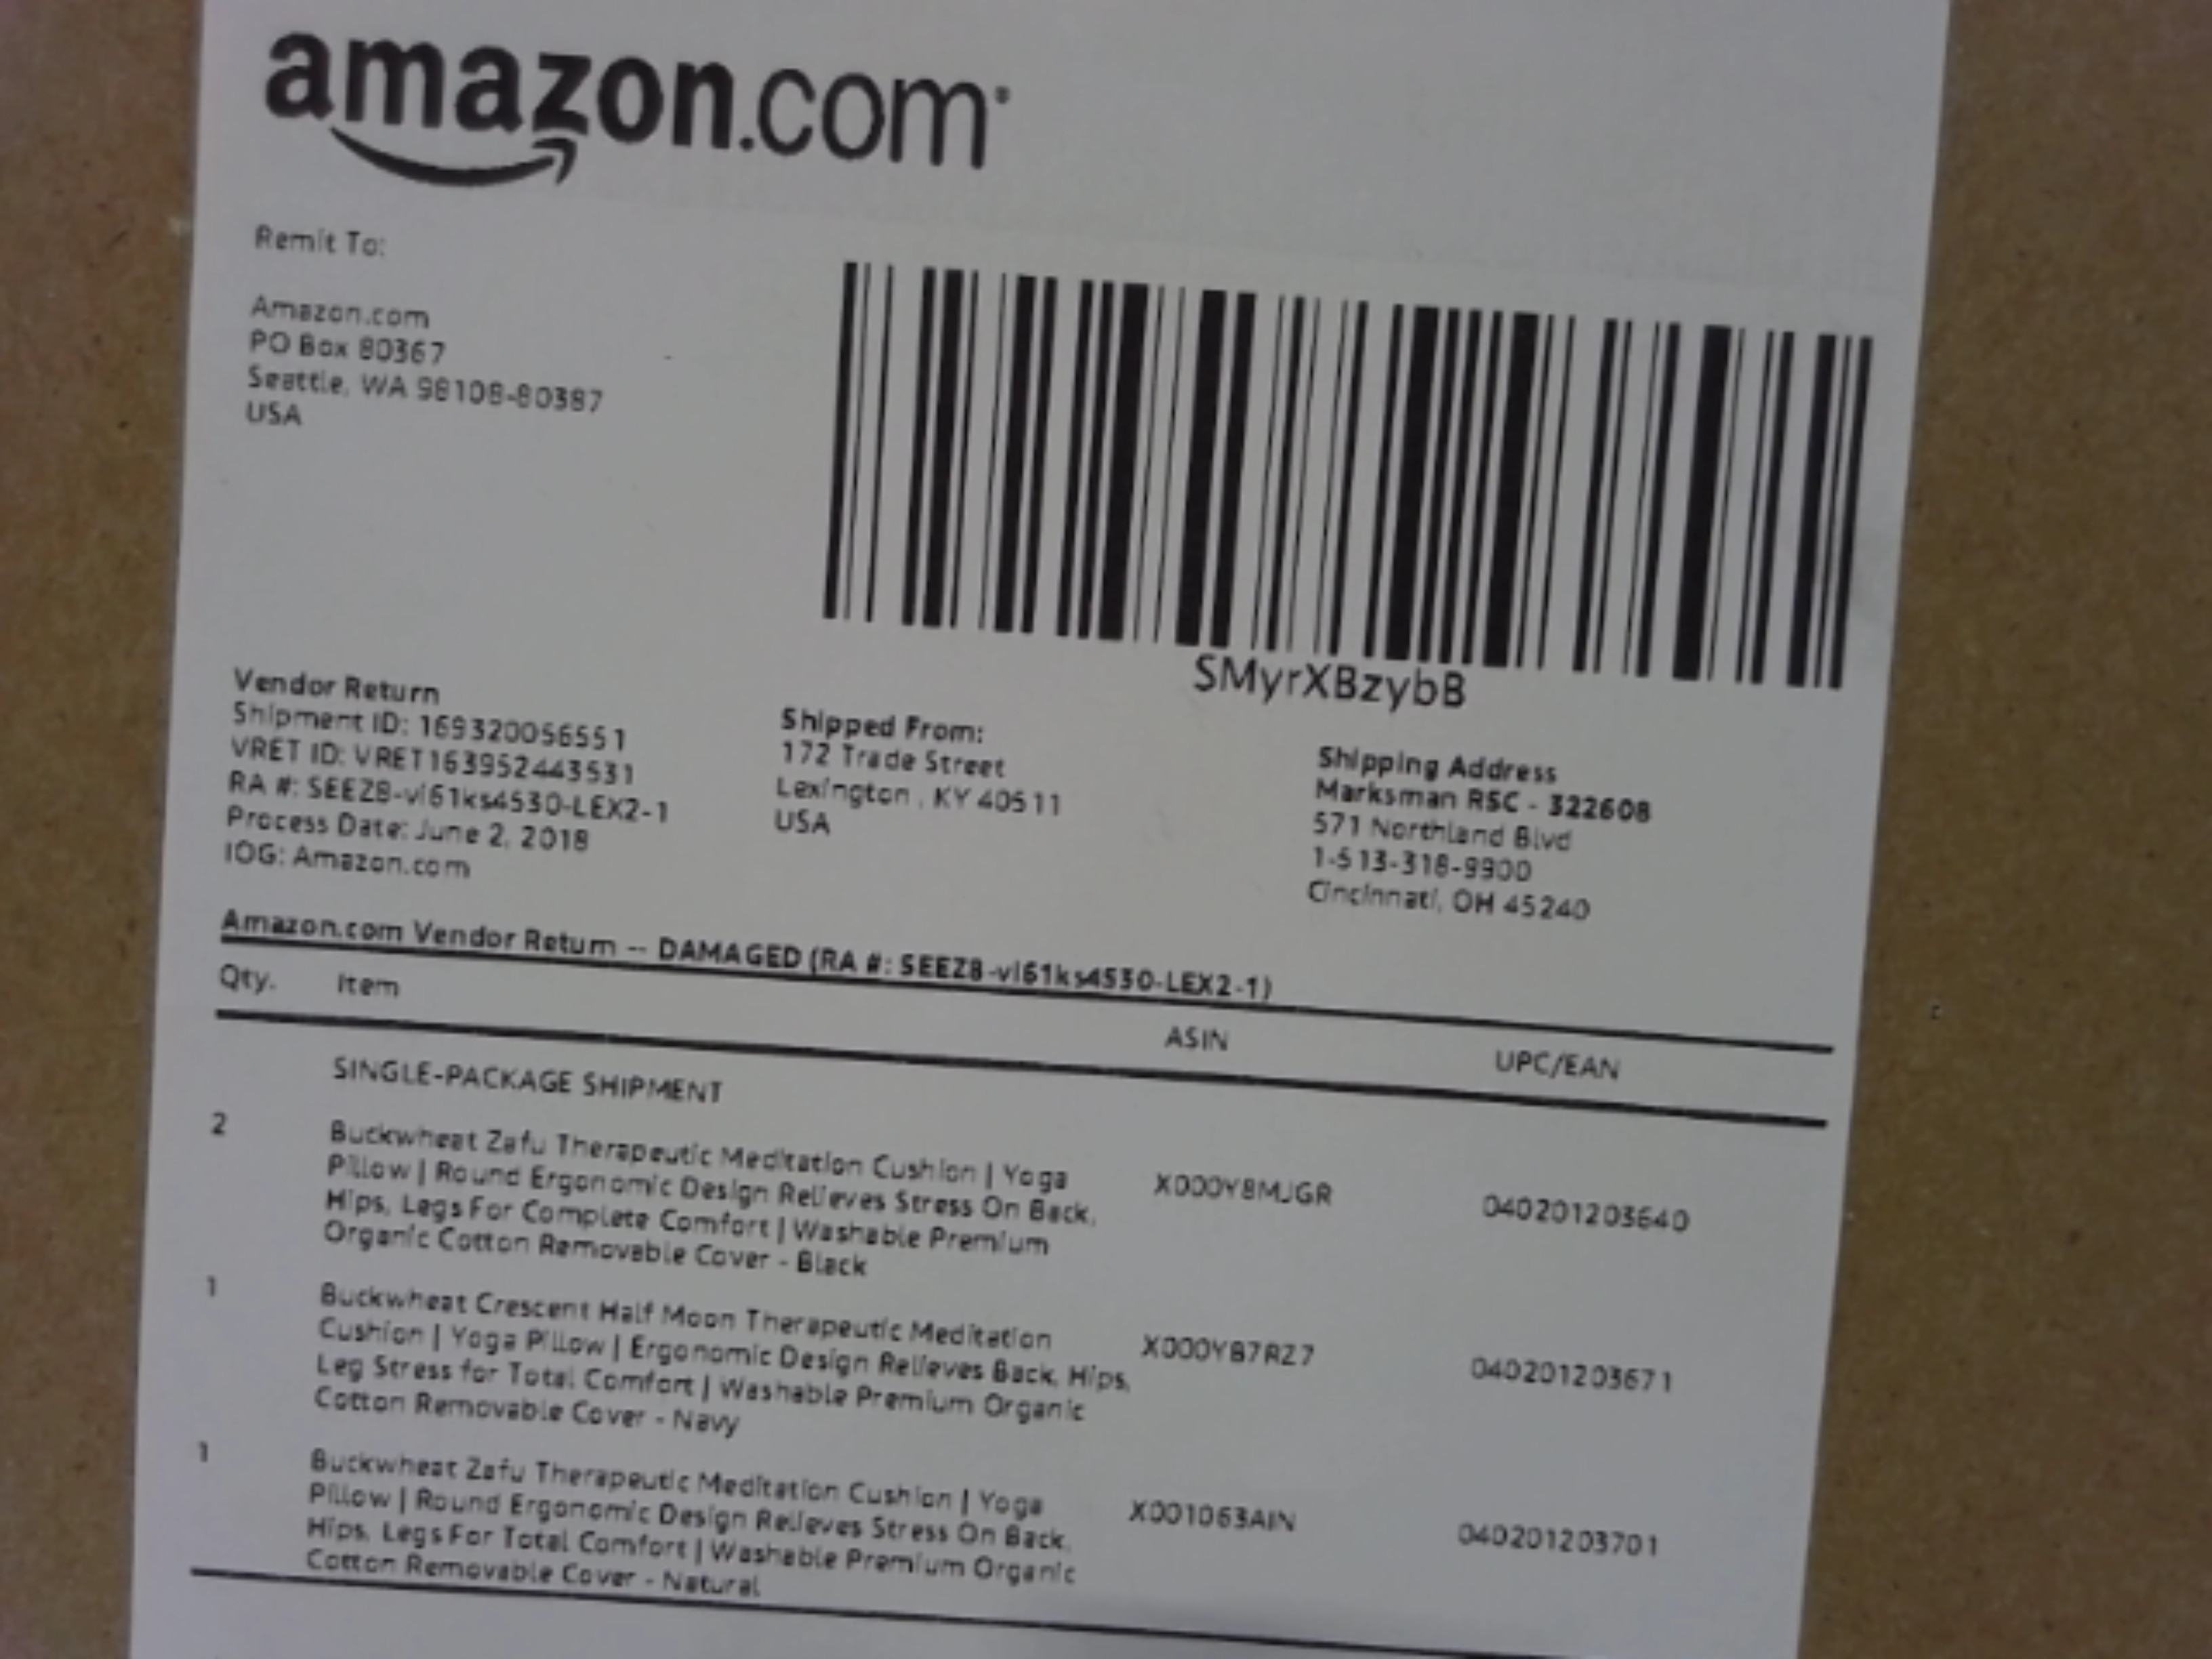 amazon.com
Remit To:
Amazon.com
PO Box 80367
Seattle, WA 98108-80387
USA
SMyrXBzybB
Vendor Return
Shipment ID: 169320056551
VRET ID: VRET163952443531
RA #: SEEZ8-vi61ks4530-LEX2-1
Process Date: June 2, 2018
IOG: Amazon.com
Shipped From:
172 Trade Street
Lexington , KY 40511
USA
Shipping Address
Marksman RSC - 322608
571 Northland Blvd
1-513-318-9900
Cincinnati, OH 45240
Amazon.com Vendor Return -- DAMAGED (RA #: SEEZ8-vi61ks4530-LEX2-1)
Qty. Item ASIN UPC/EAN
SINGLE-PACKAGE SHIPMENT
2 Buckwheat Zafu Therapeutic Meditation Cushion | Yoga
Pillow | Round Ergonomic Design Relieves Stress On Back, X000Y8MJGR 040201203640
Hips, Legs For Complete Comfort | Washable Premium
Organic Cotton Removable Cover - Black
1 Buckwheat Crescent Half Moon Therapeutic Meditation
Cushion | Yoga Pillow | Ergonomic Design Relieves Back, Hips, X000YB7RZ7 040201203671
Leg Stress for Total Comfort | Washable Premium Organic
Cotton Removable Cover - Navy
1 Buckwheat Zafu Therapeutic Meditation Cushion | Yoga
Pillow | Round Ergonomic Design Relieves Stress On Back, X001063AIN 040201203701
Hips, Legs For Total Comfort | Washable Premium Organic
Cotton Removable Cover - Natural